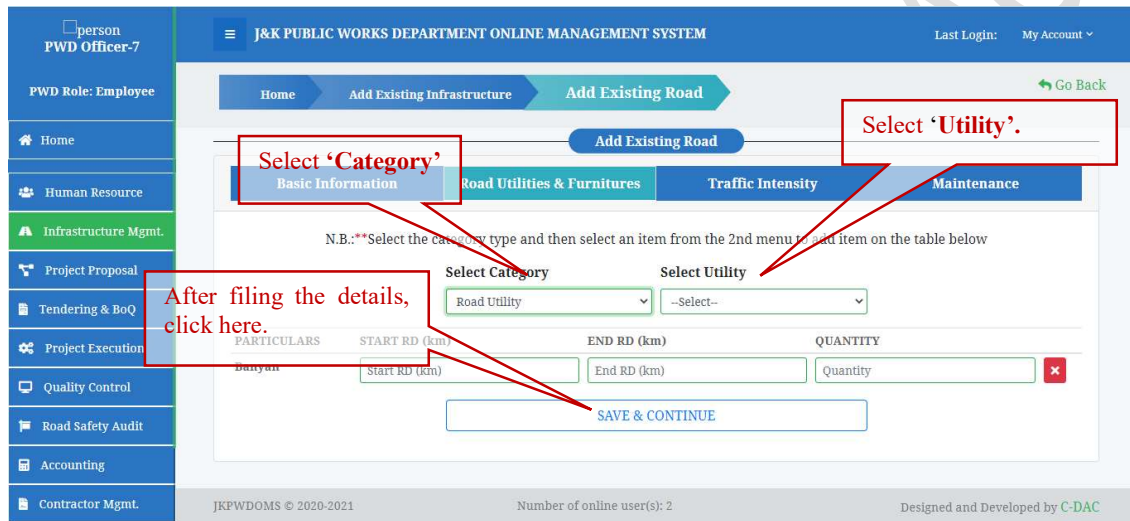 person
PWD Officer-7
PWD Role: Employee
Home
Human Resource
Infrastructure Mgmt.
Project Proposal
Tendering & BoQ
Project Execution
Quality Control
Road Safety Audit
Accounting
Contractor Mgmt.
≡ J&K PUBLIC WORKS DEPARTMENT ONLINE MANAGEMENT SYSTEM Last Login: My Account
Home Add Existing Infrastructure Add Existing Road Go Back
Add Existing Road
Select ‘Category’
Select ‘Utility’.
Basic Information Road Utilities & Furnitures Traffic Intensity Maintenance
N.B.:**Select the category type and then select an item from the 2nd menu to add item on the table below
Select Category Select Utility
Road Utility --Select--
After filing the details,
click here.
PARTICULARS START RD (km) END RD (km) QUANTITY
Banyan Start RD (km) End RD (km) Quantity
SAVE & CONTINUE
JKPWDOMS © 2020-2021 Number of online user(s): 2 Designed and Developed by C-DAC